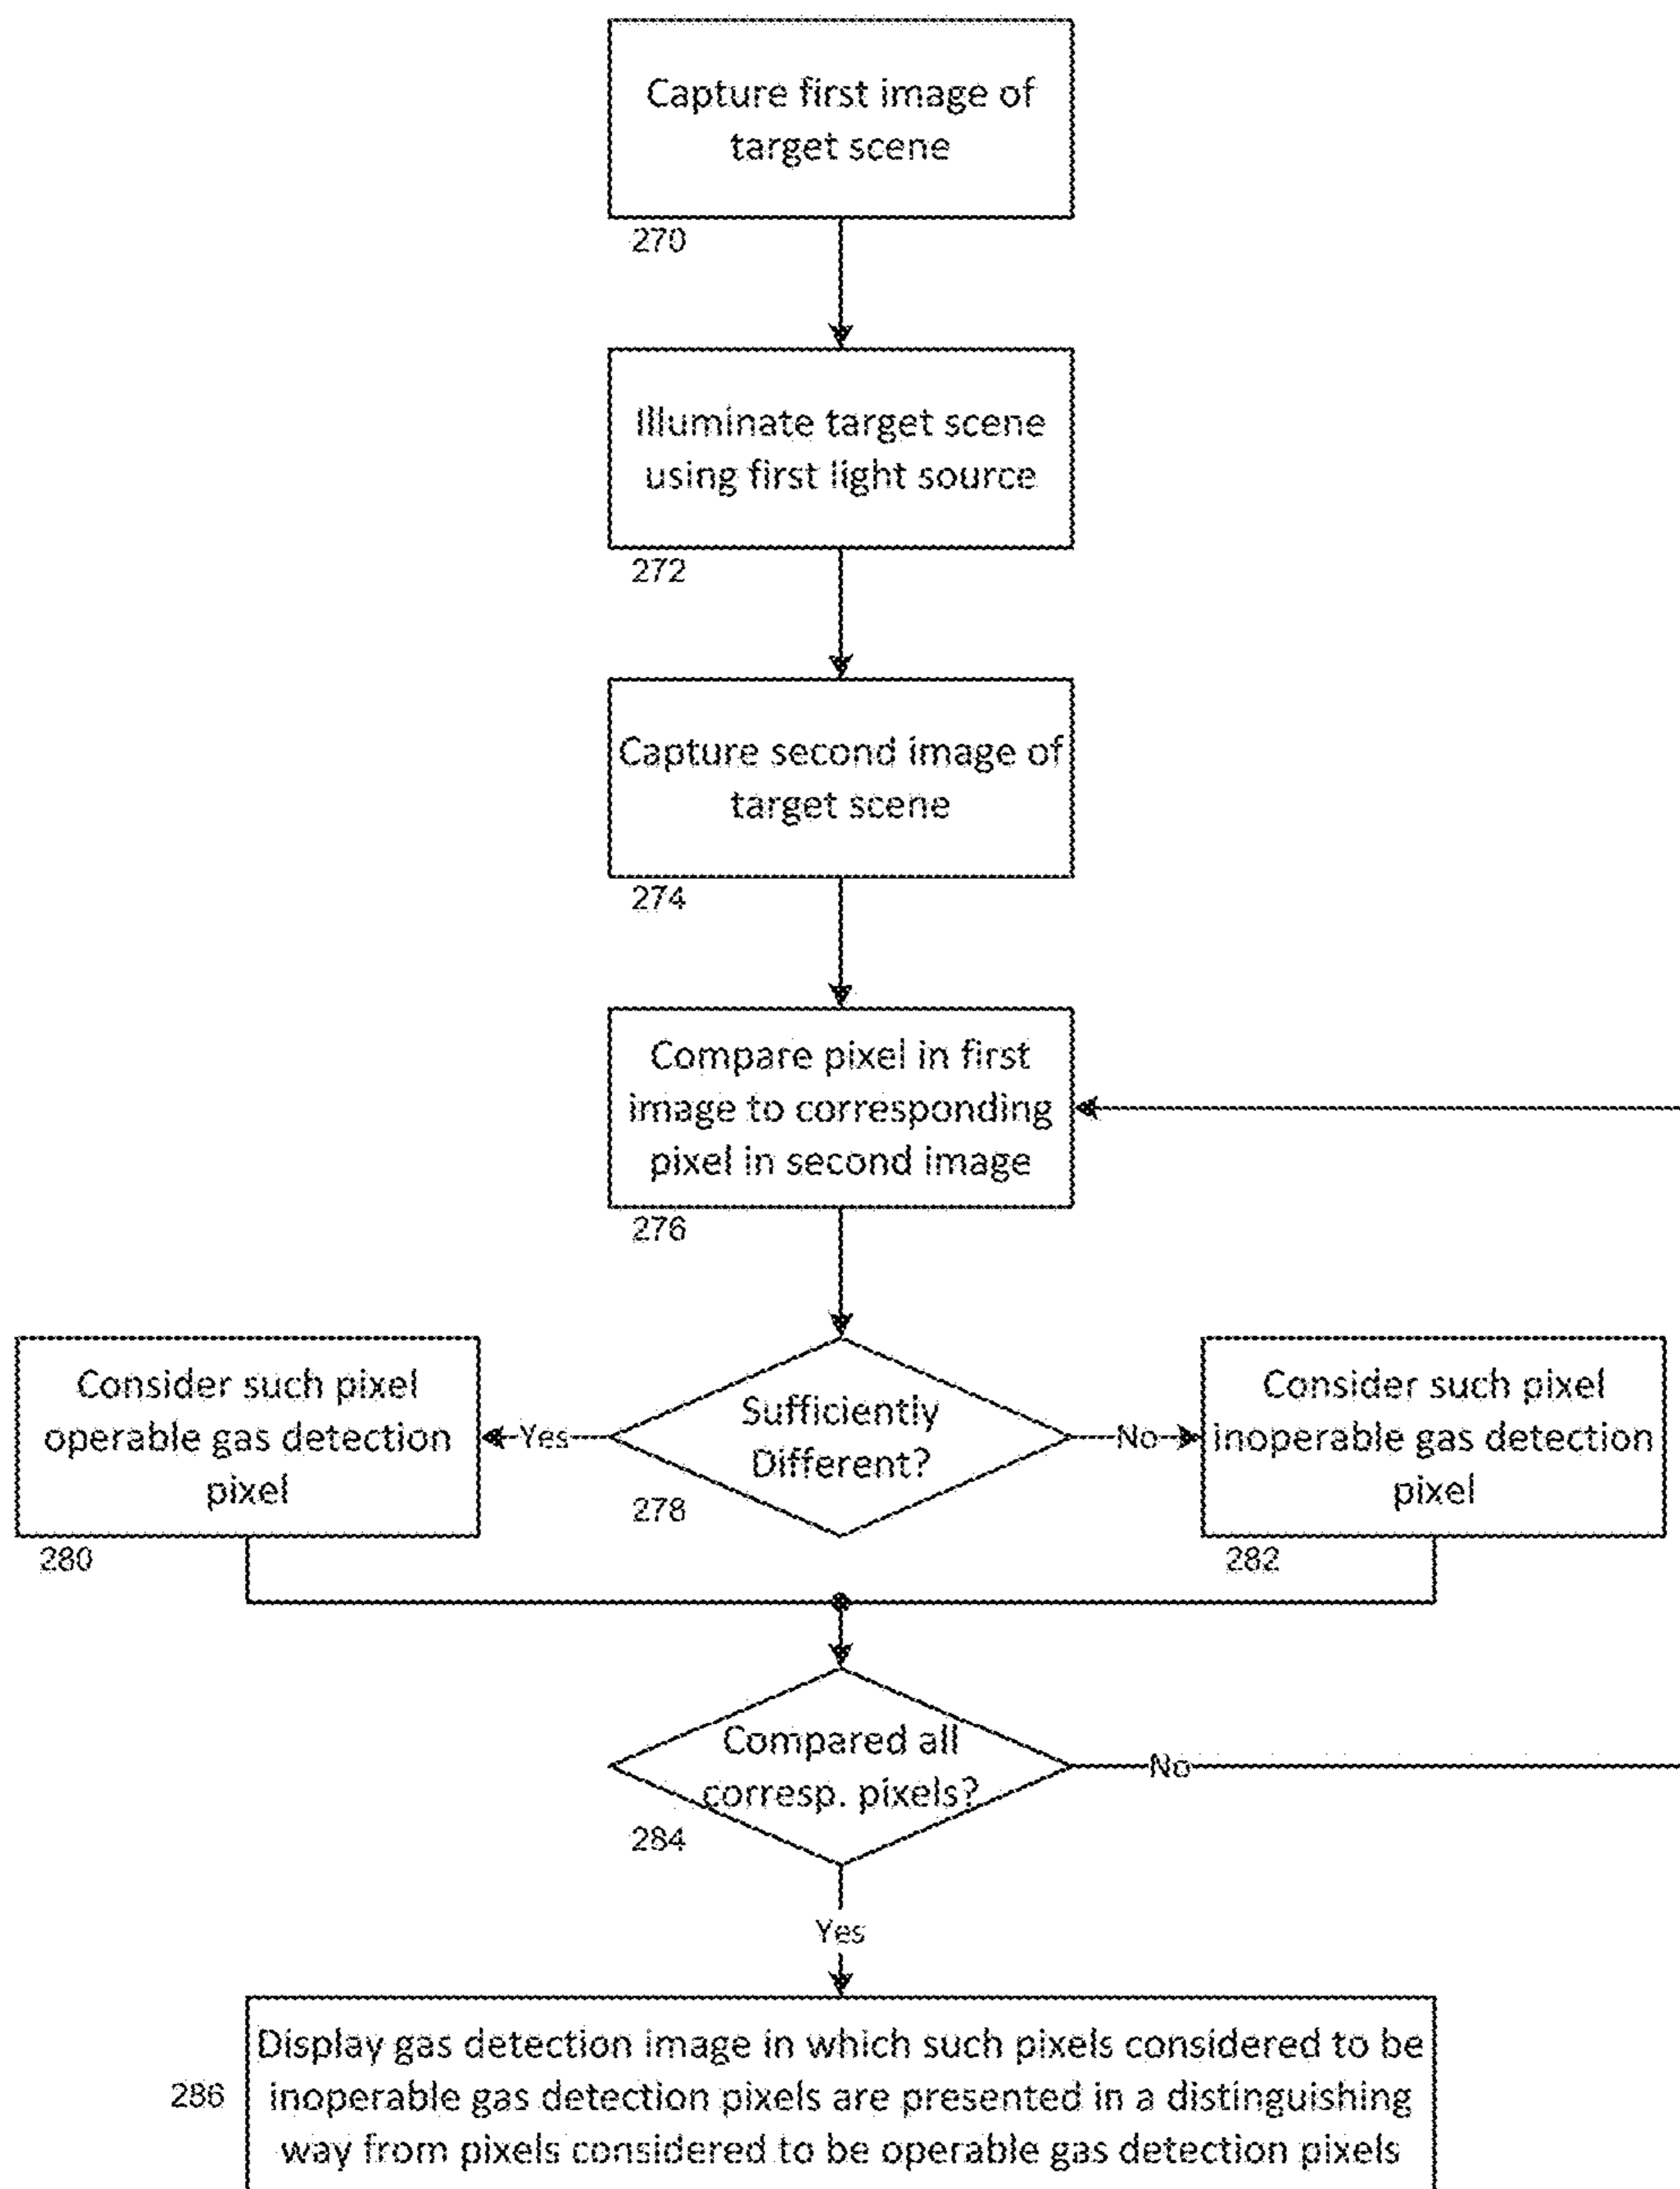 Capture first image of
target scene
270
Illuminate target scene
using first light source
272
Capture second image of
target scene
274
Compare pixel in first
image to corresponding
pixel in second image
276
Consider such pixel
operable gas detection
pixel
280
Yes
Sufficiently
Different?
278
No
Consider such pixel
inoperable gas detection
pixel
282
Compared all
corresp. pixels?
284
No
Yes
286
Display gas detection image in which such pixels considered to be
inoperable gas detection pixels are presented in a distinguishing
way from pixels considered to be operable gas detection pixels